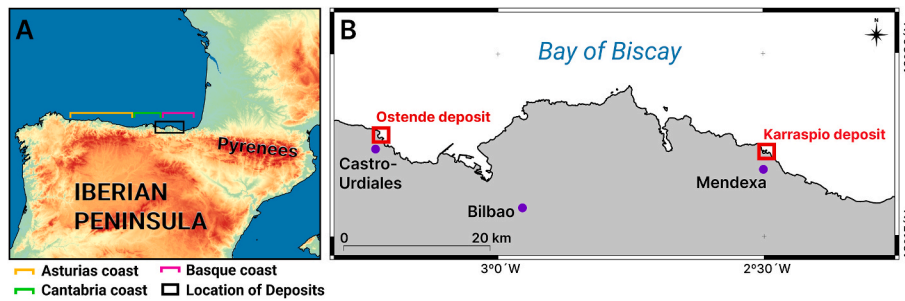 A
Pyrenees
IBERIAN
PENINSULA
Asturias coast
Basque coast
Cantabria coast
Location of Deposits
B
N
Bay of Biscay
Ostende deposit
Karraspio deposit
Castro-
Urdiales
Mendexa
Bilbao
0 20 km
3°0´W
2°30´W